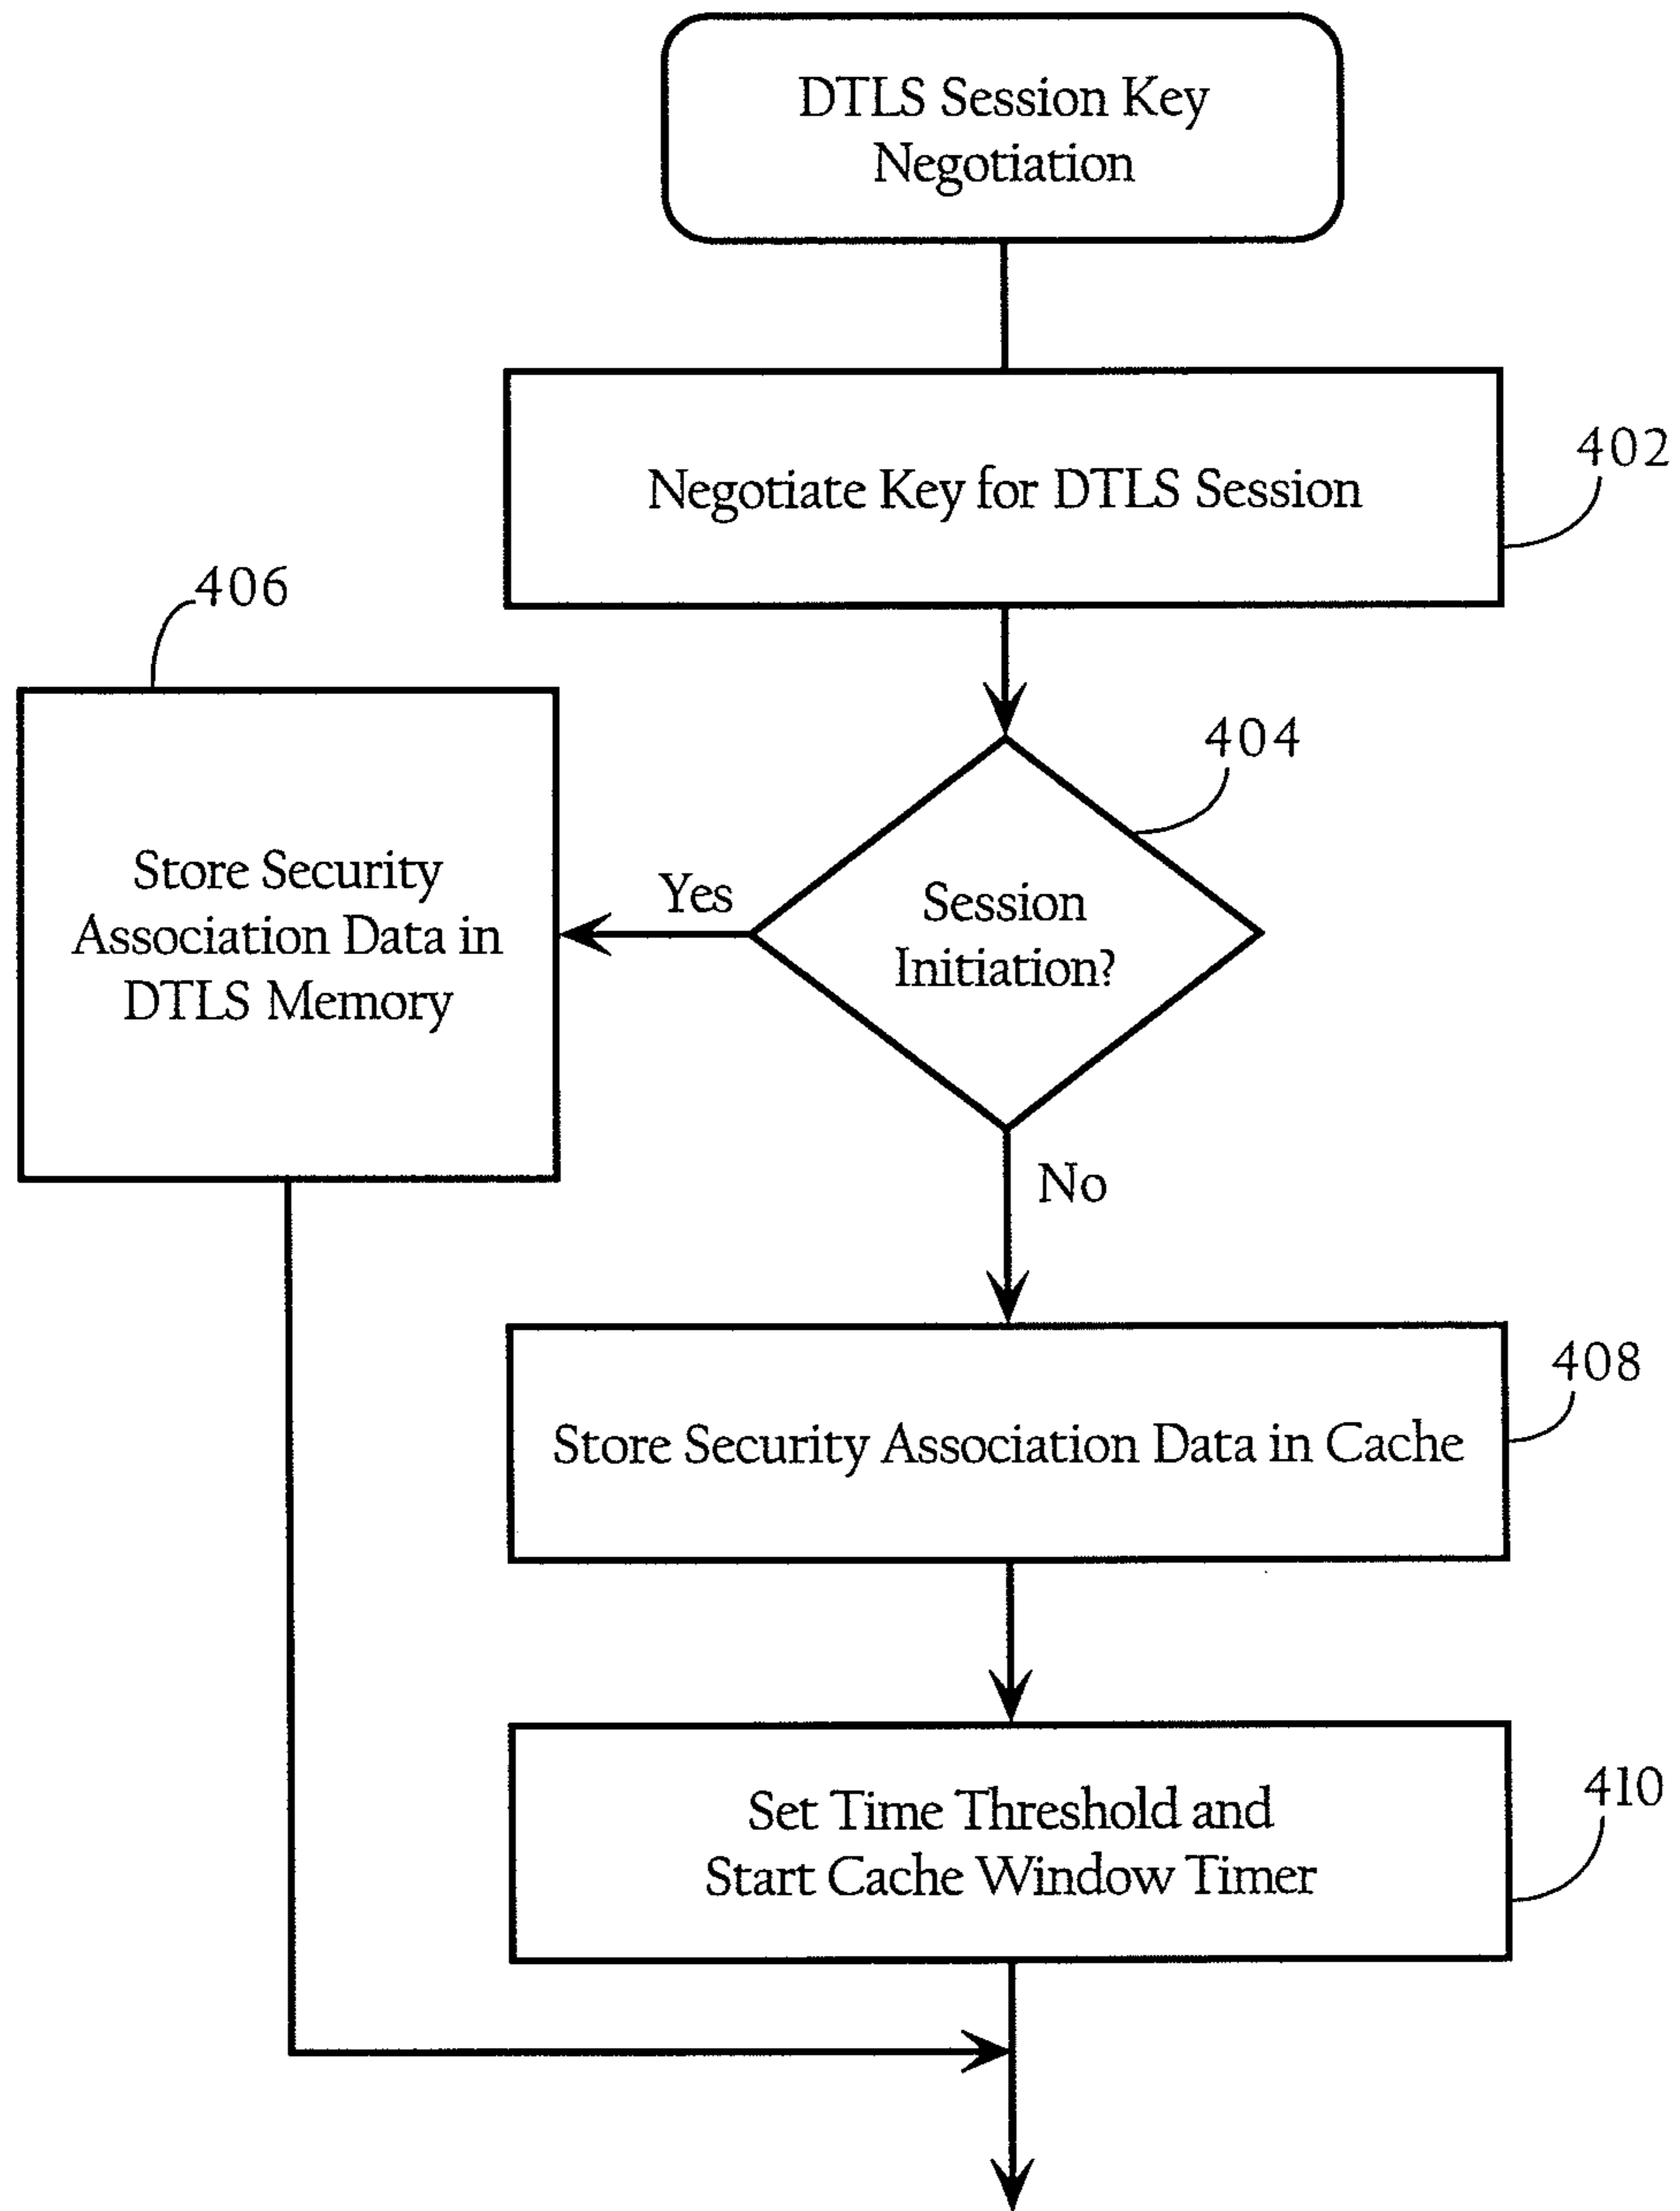 DTLS Session Key
Negotiation
Negotiate Key for DTLS Session
402
406
404
Store Security
Association Data in
DTLS Memory
Yes
Session
Initiation?
No
408
Store Security Association Data in Cache
410
Set Time Threshold and
Start Cache Window Timer